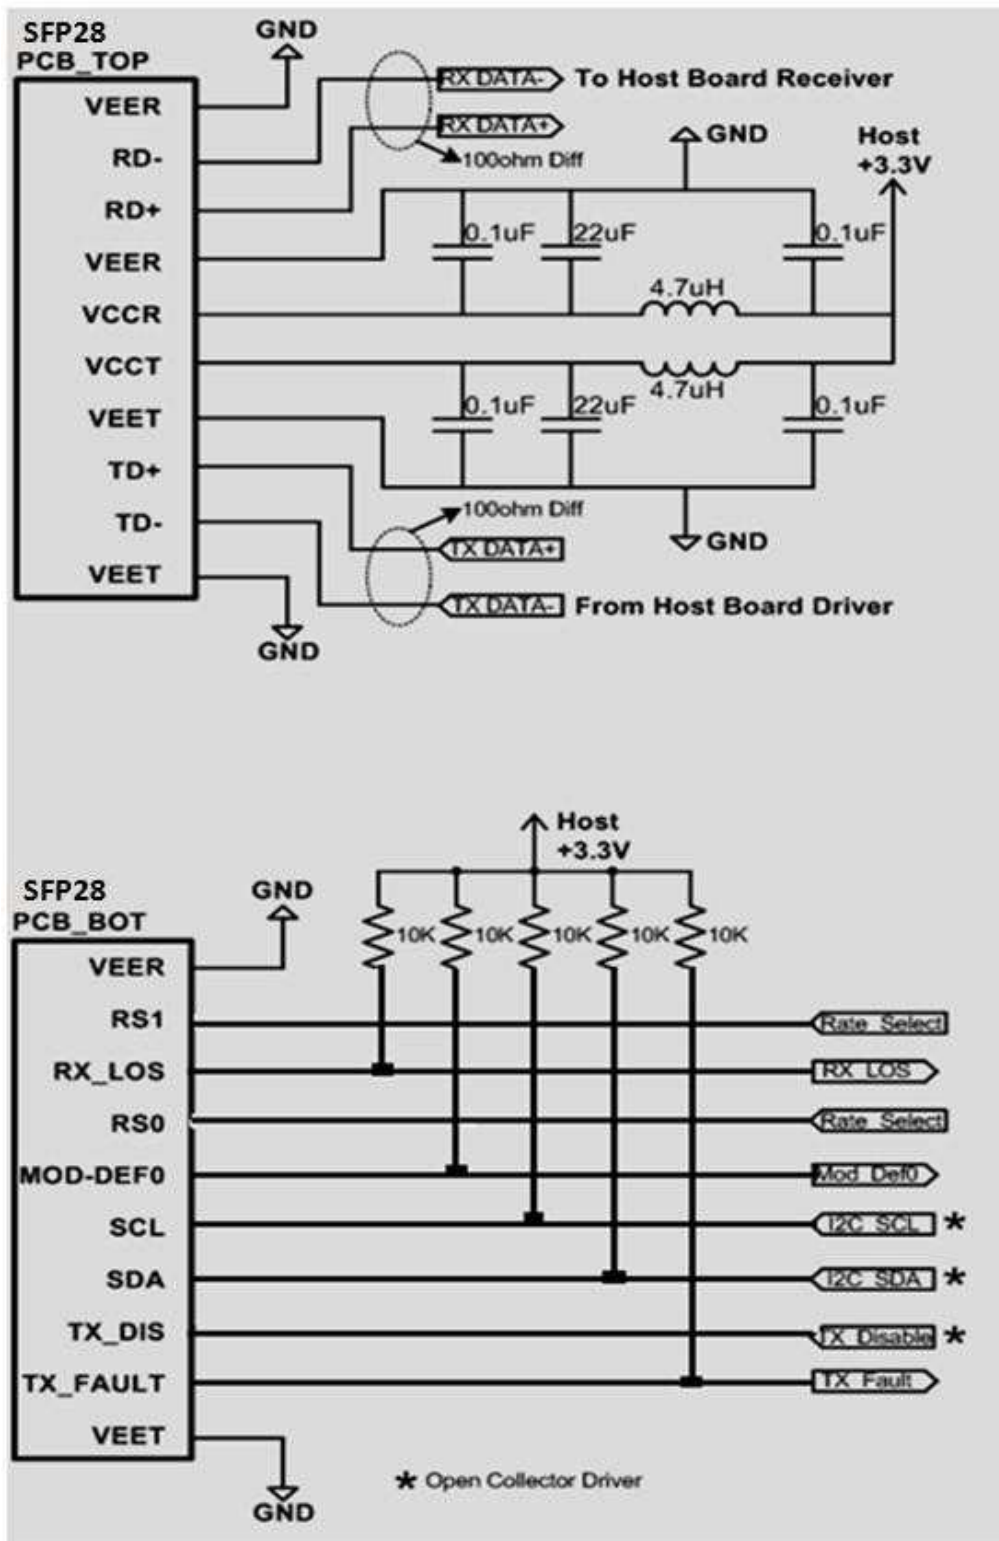 SFP28
PCB_TOP
GND
VEER
RD-
RD+
VEER
VCCR
VCCT
VEET
TD+
TD-
VEET
RX DATA-
To Host Board Receiver
RX DATA+
100ohm Diff
GND
Host
+3.3V
0.1uF
22uF
0.1uF
4.7uH
4.7uH
0.1uF
22uF
0.1uF
100ohm Diff
TX DATA+
GND
TX DATA-
From Host Board Driver
GND
Host
+3.3V
SFP28
PCB_BOT
GND
10K
10K
10K
10K
10K
VEER
RS1
Rate Select
RX_LOS
RX LOS
RS0
Rate Select
MOD-DEF0
Mod Def0
SCL
I2C SCL *
SDA
I2C SDA *
TX_DIS
TX Disable *
TX_FAULT
TX Fault
VEET
GND
* Open Collector Driver